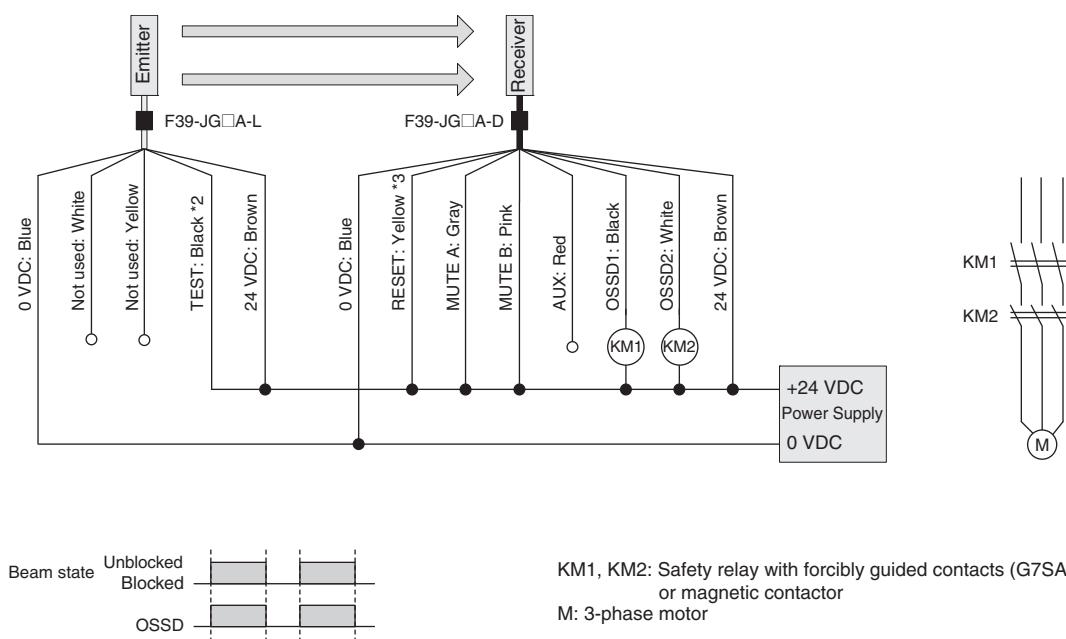 Emitter
Receiver
F39-JG□A-L
F39-JG□A-D
0 VDC: Blue
Not used: White
Not used: Yellow
TEST: Black *2
24 VDC: Brown
0 VDC: Blue
RESET: Yellow *3
MUTE A: Gray
MUTE B: Pink
AUX: Red
OSSD1: Black
OSSD2: White
24 VDC: Brown
KM1
KM2
+24 VDC
Power Supply
0 VDC
KM1
KM2
M
Beam state
Unblocked
Blocked
OSSD
KM1, KM2: Safety relay with forcibly guided contacts (G7SA
or magnetic contactor
M: 3-phase motor